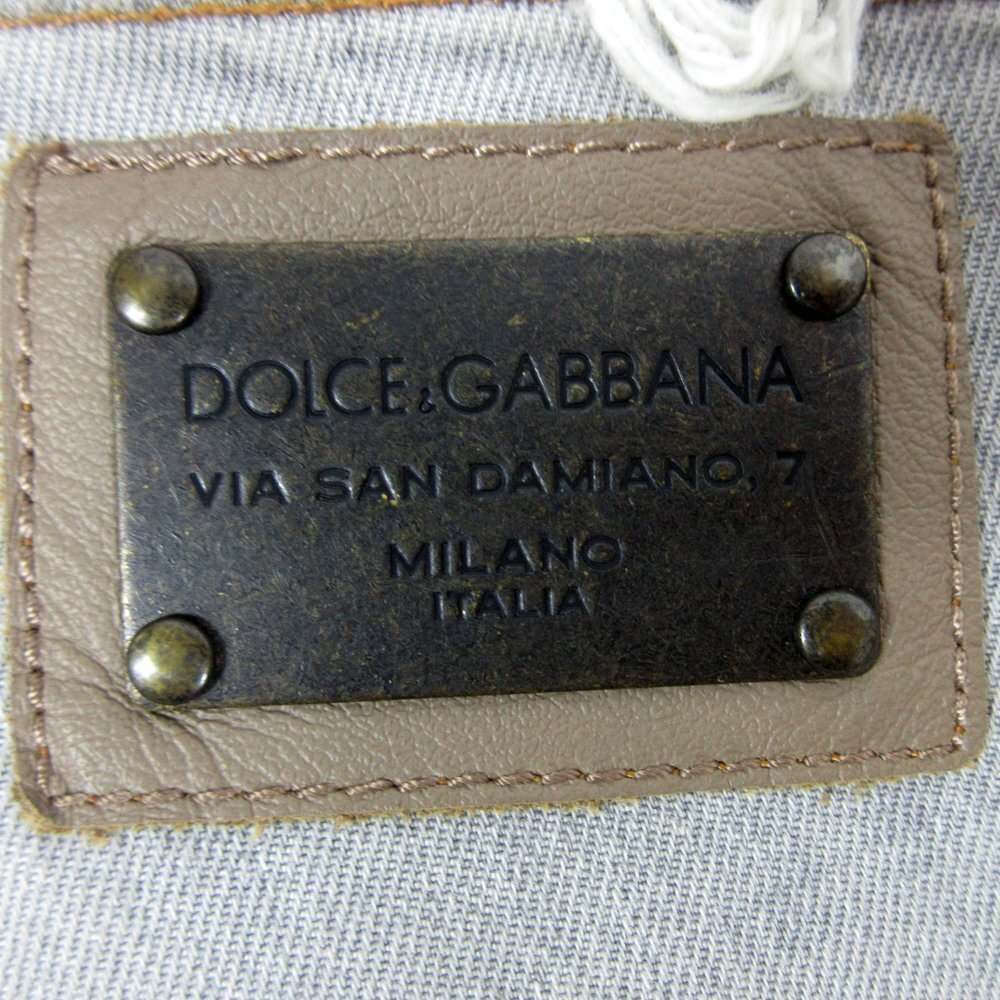 DOLCE&GABBANA
VIA SAN DAMIANO, 7
MILANO
ITALIA